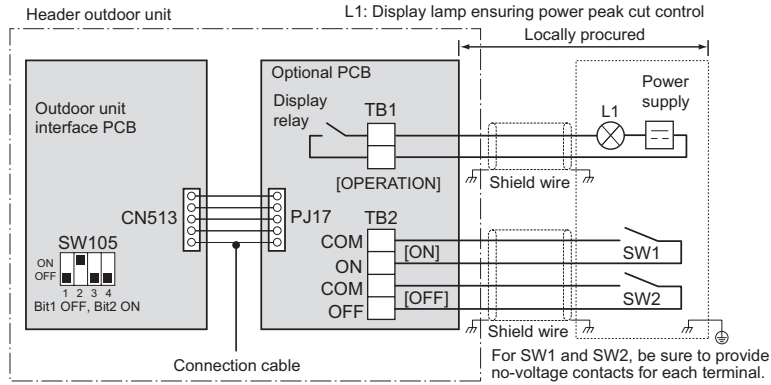 Header outdoor unit
L1: Display lamp ensuring power peak cut control
Locally procured
Optional PCB
Power
supply
Display
relay
TB1
L1
Outdoor unit
interface PCB
[OPERATION]
Shield wire
CN513
PJ17
TB2
SW105
ON
OFF
1 2 3 4
Bit1 OFF, Bit2 ON
COM
[ON]
ON
SW1
COM
[OFF]
OFF
SW2
Shield wire
Connection cable
For SW1 and SW2, be sure to provide
no-voltage contacts for each terminal.